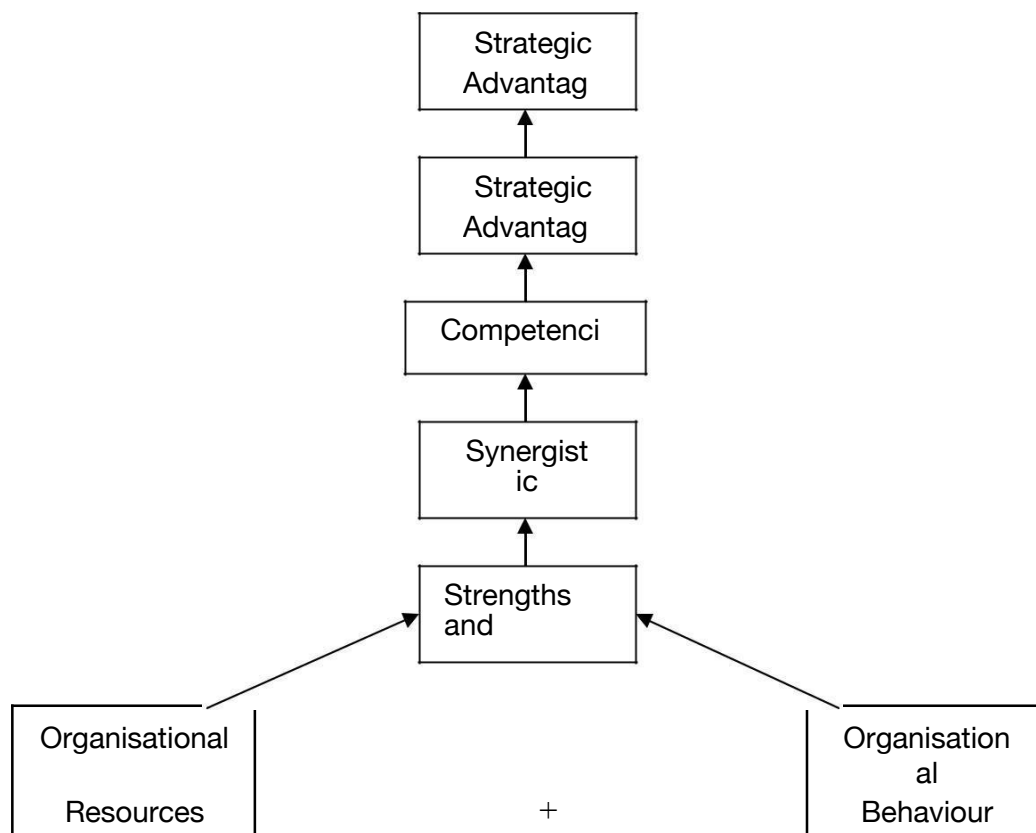 Strategic
Advantag
Strategic
Advantag
Competenci
Synergist
ic
Strengths
and
Organisational
Resources
+
Organisation
al
Behaviour